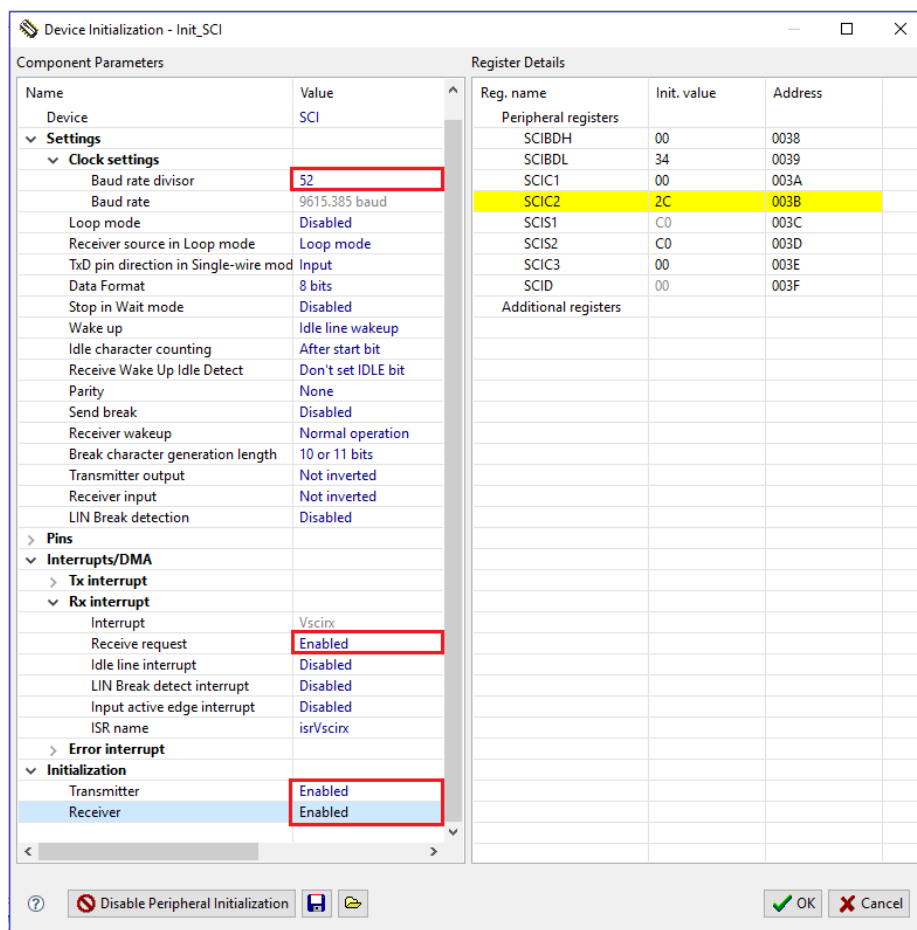 Device Initialization - Init_SCI
Component Parameters
Name Value
Device SCI
Settings
Clock settings
Baud rate divisor 52
Baud rate 9615.385 baud
Loop mode Disabled
Receiver source in Loop mode Loop mode
TxD pin direction in Single-wire mod Input
Data Format 8 bits
Stop in Wait mode Disabled
Wake up Idle line wakeup
Idle character counting After start bit
Receive Wake Up Idle Detect Don't set IDLE bit
Parity None
Send break Disabled
Receiver wakeup Normal operation
Break character generation length 10 or 11 bits
Transmitter output Not inverted
Receiver input Not inverted
LIN Break detection Disabled
Pins
Interrupts/DMA
Tx interrupt
Rx interrupt
Interrupt Vscirx
Receive request Enabled
Idle line interrupt Disabled
LIN Break detect interrupt Disabled
Input active edge interrupt Disabled
ISR name isrVscirx
Error interrupt
Initialization
Transmitter Enabled
Receiver Enabled
Register Details
Reg. name Init. value Address
Peripheral registers
SCIBDH 00 0038
SCIBDL 34 0039
SCIC1 00 003A
SCIC2 2C 003B
SCIS1 C0 003C
SCIS2 C0 003D
SCIC3 00 003E
SCID 00 003F
Additional registers
? Disable Peripheral Initialization OK Cancel